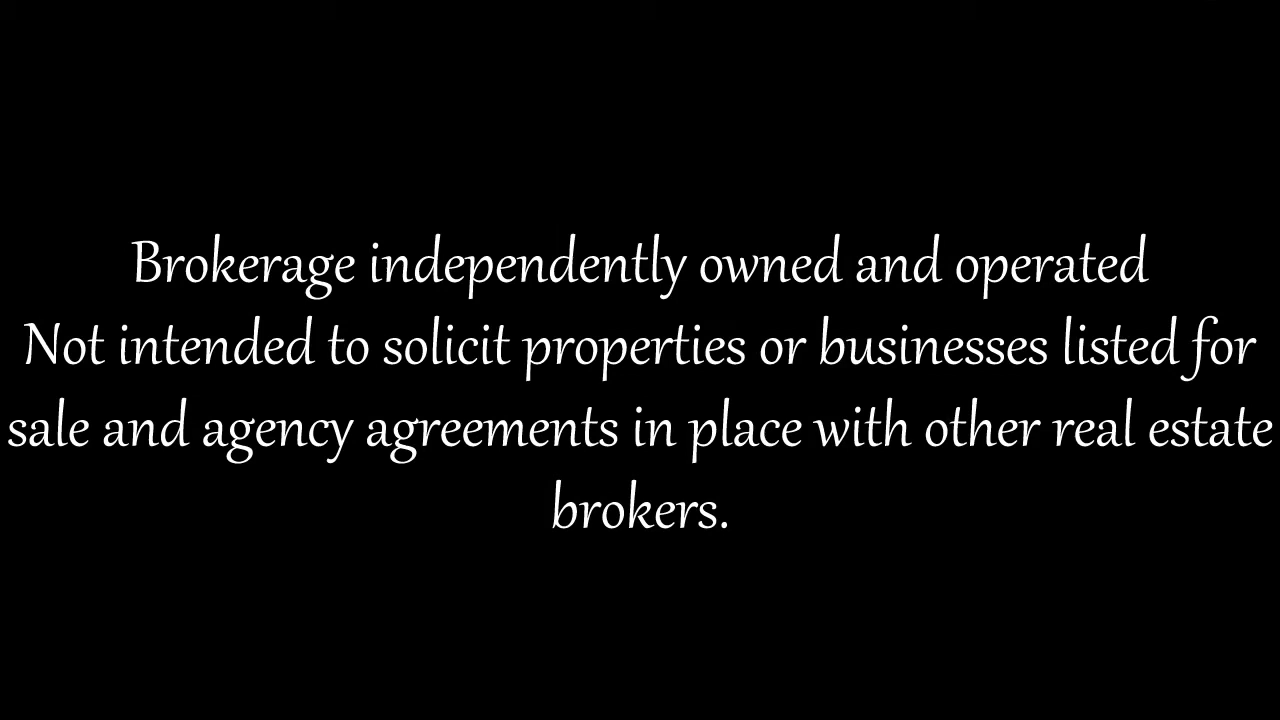 Brokerage independently owned and operated
Not intended to solicit properties or businesses listed for
sale and agency agreements in place with other real estate
brokers.